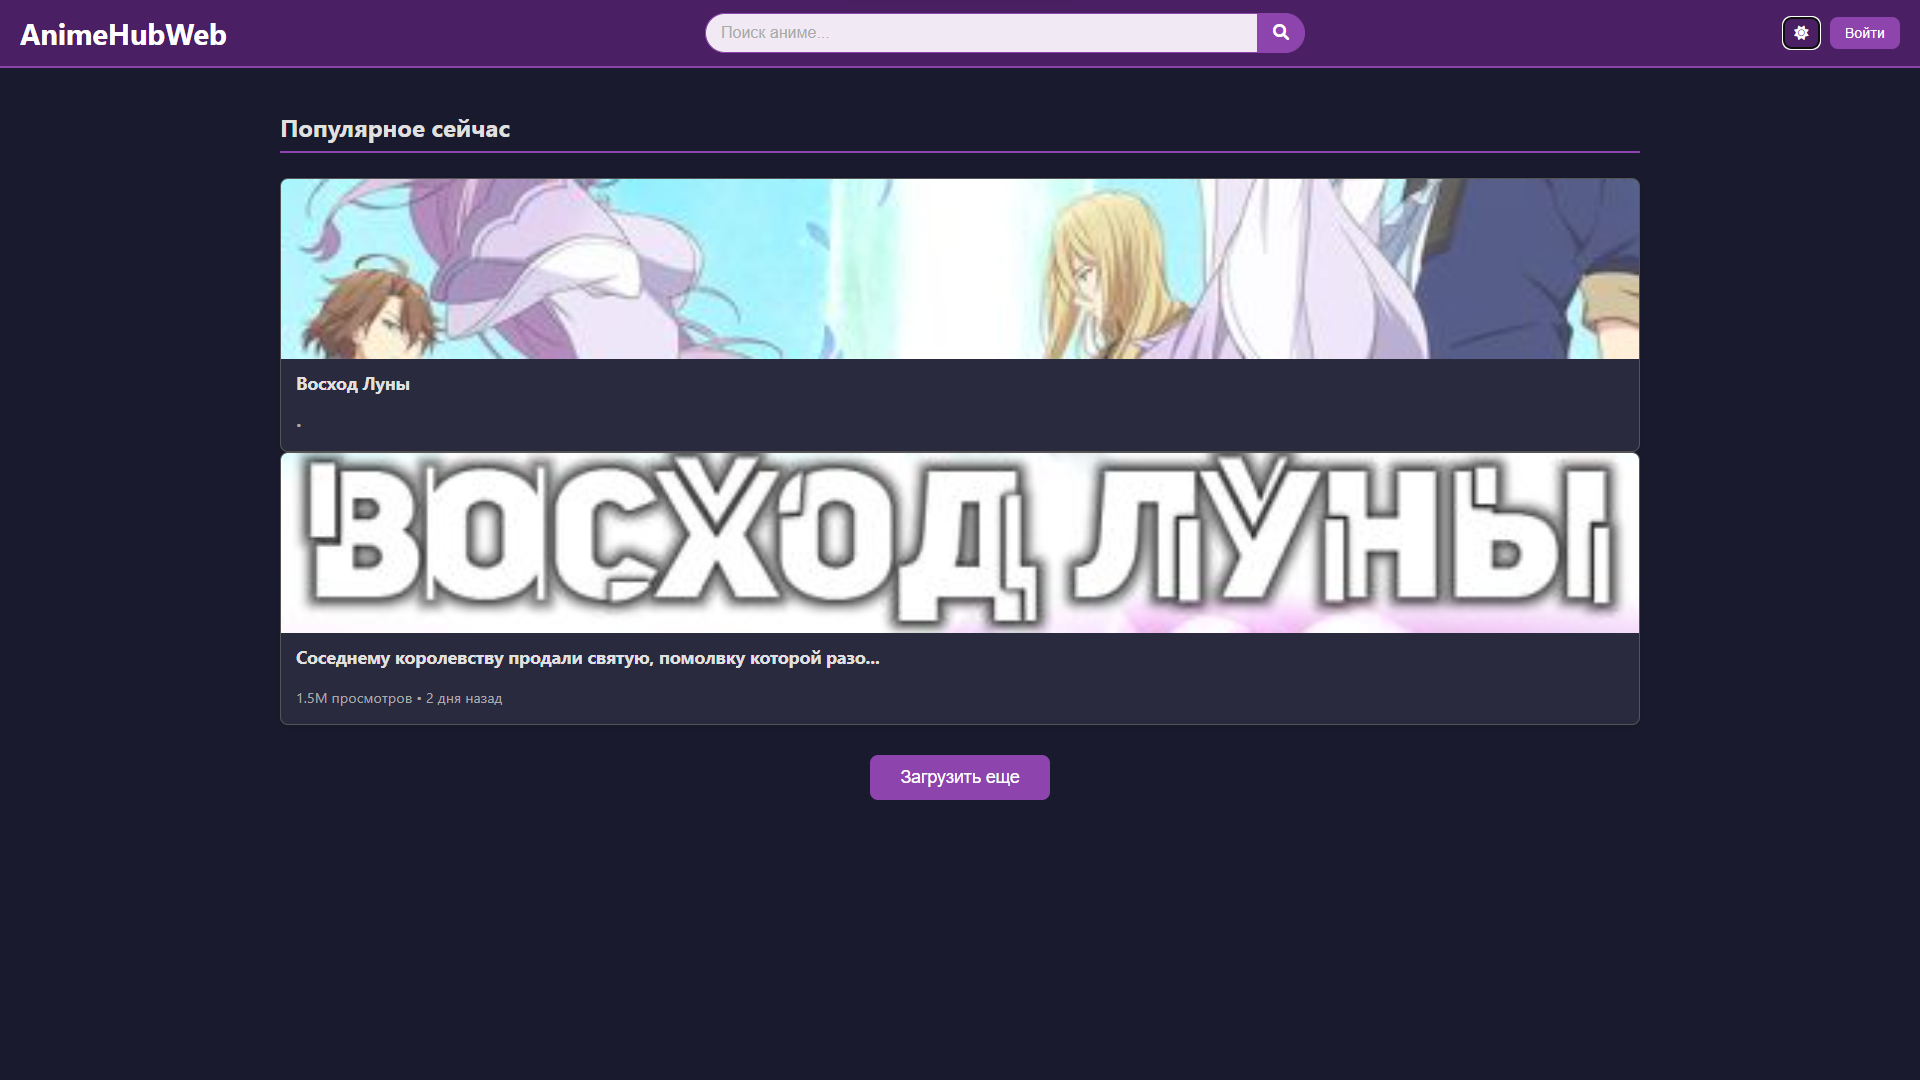 AnimeHubWeb
Поиск аниме...
Войти
Популярное сейчас
Восход Луны
.
ВОСХОД ЛУНЫ
Соседнему королевству продали святую, помолвку которой разо...
1.5M просмотров • 2 дня назад
Загрузить еще